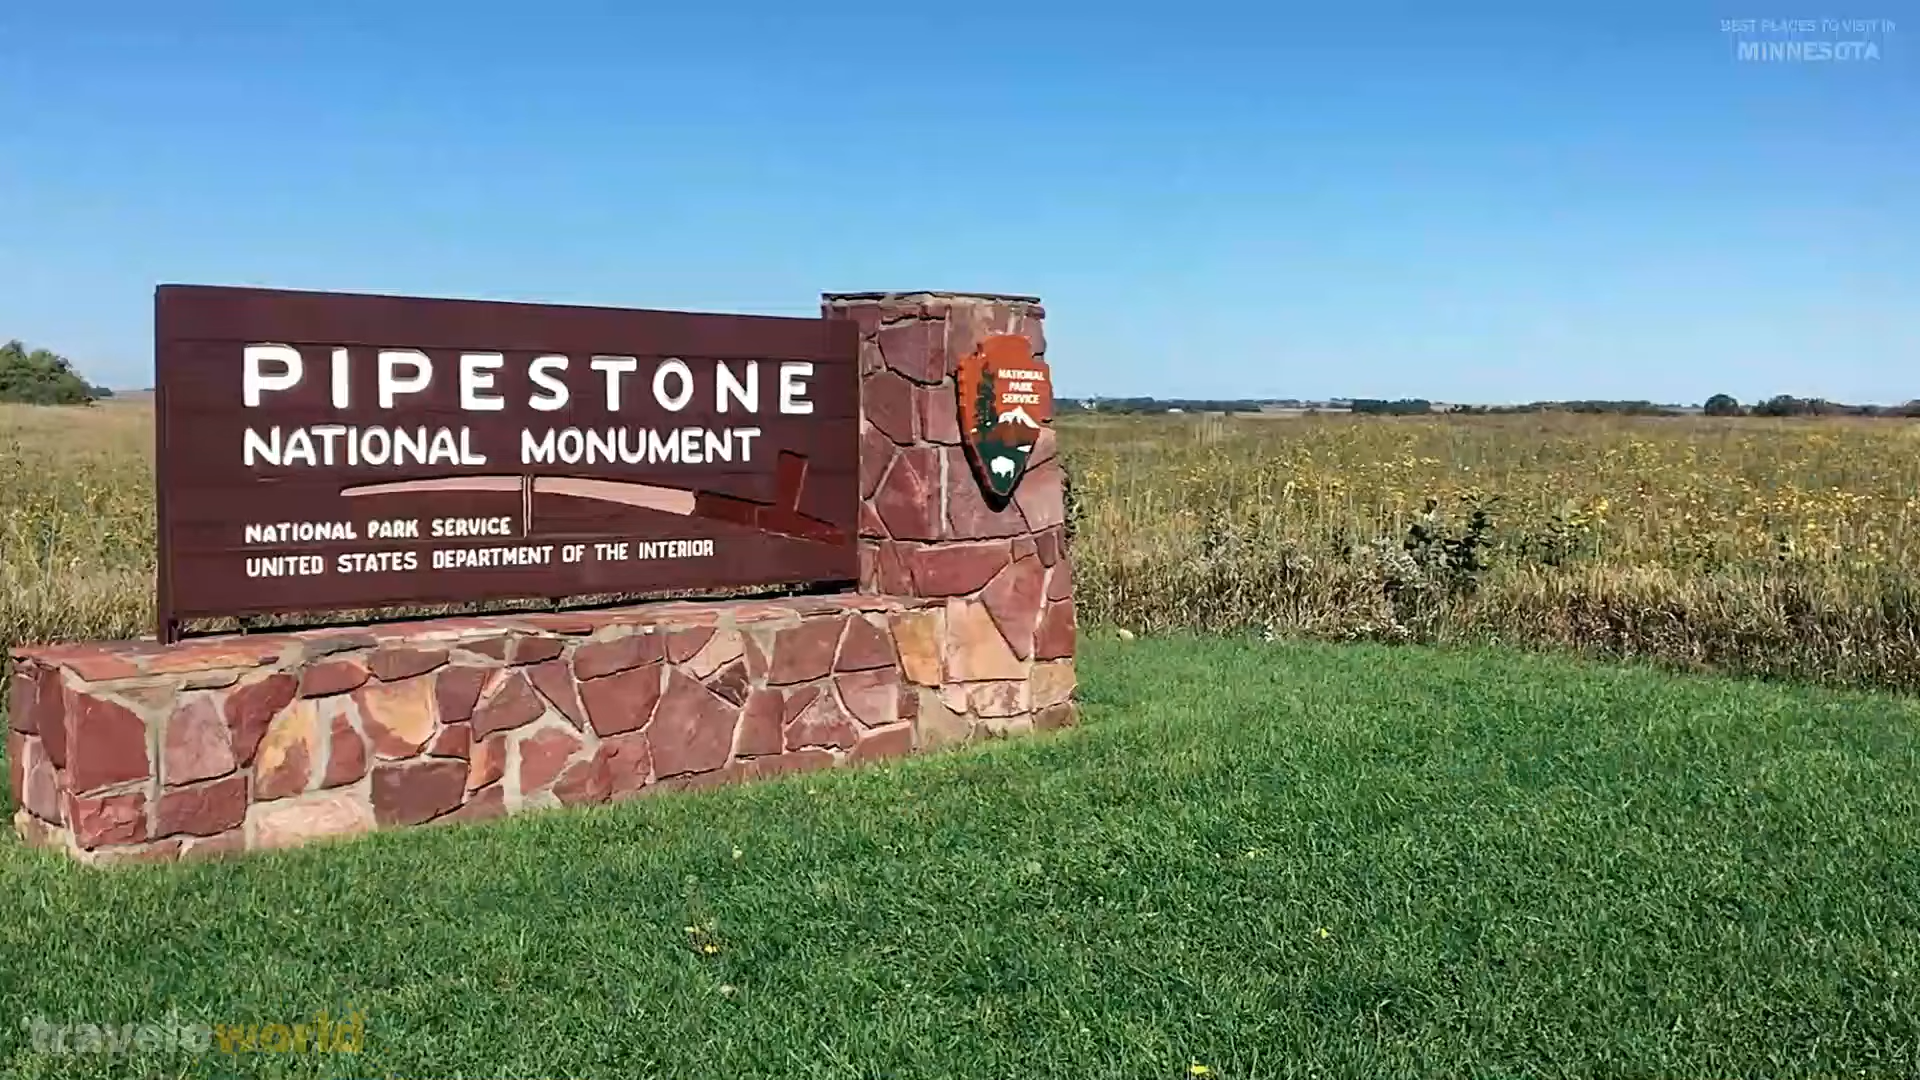 BEST PLACES TO VISIT IN
MINNESOTA
PIPESTONE
NATIONAL MONUMENT
NATIONAL PARK SERVICE
UNITED STATES DEPARTMENT OF THE INTERIOR
NATIONAL
PARK
SERVICE
traveloworld